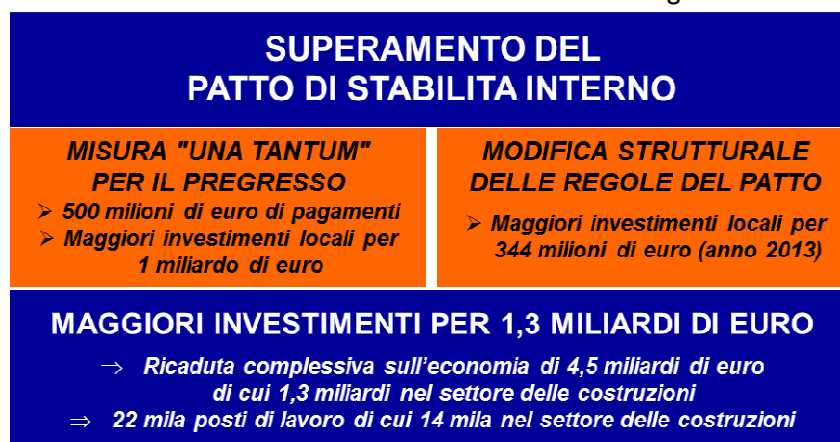 SUPERAMENTO DEL
PATTO DI STABILITA INTERNO
MISURA "UNA TANTUM"
PER IL PREGRESSO
➢ 500 milioni di euro di pagamenti
➢ Maggiori investimenti locali per
1 miliardo di euro
MODIFICA STRUTTURALE
DELLE REGOLE DEL PATTO
➢ Maggiori investimenti locali per
344 milioni di euro (anno 2013)
MAGGIORI INVESTIMENTI PER 1,3 MILIARDI DI EURO
→ Ricaduta complessiva sull'economia di 4,5 miliardi di euro
di cui 1,3 miliardi nel settore delle costruzioni
⇒ 22 mila posti di lavoro di cui 14 mila nel settore delle costruzioni